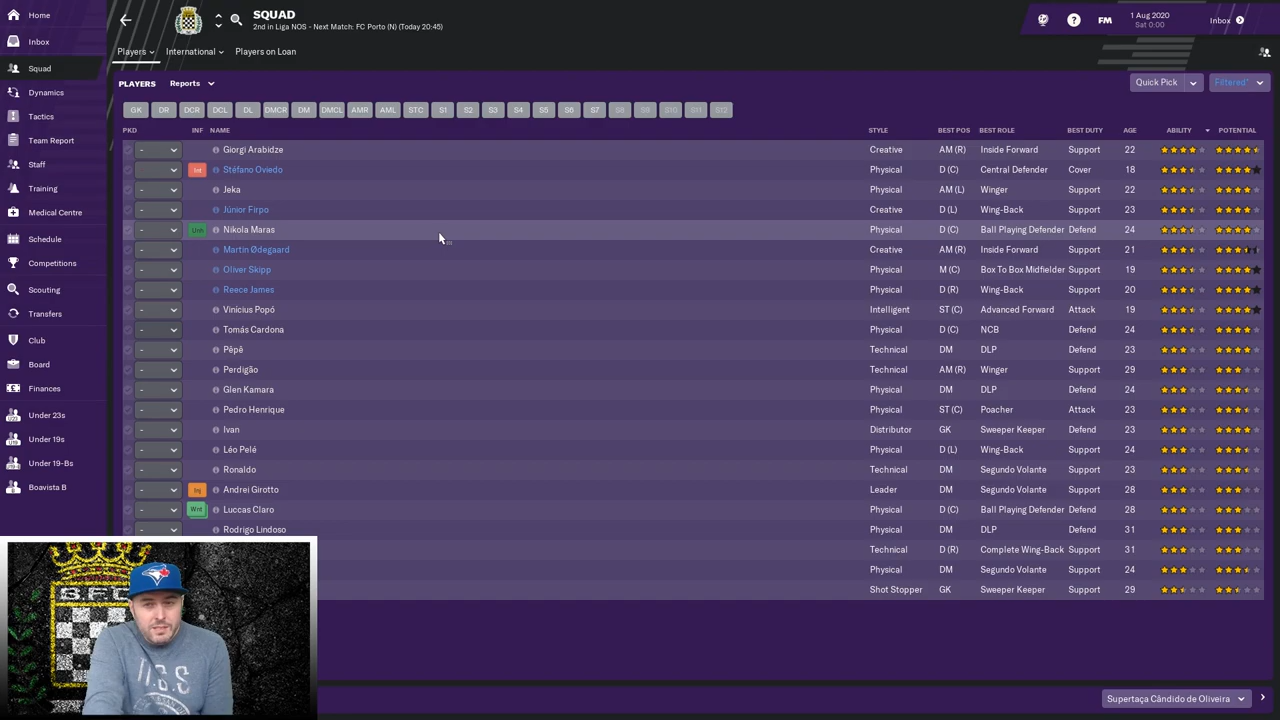 Home
Inbox
Squad
Dynamics
Tactics
Team Report
Staff
Training
Medical Centre
Schedule
Competitions
Scouting
Transfers
Club
Board
Finances
Under 23s
Under 19s
Under 19-Bs
Boavista B
SQUAD
2nd in Liga NOS - Next Match: FC Porto (N) (Today 20:45)
FM 1 Aug 2020 Inbox
Sat 0:00
Players International Players on Loan
PLAYERS Reports Quick Pick Filtered*
GK DR DCR DCL DL DMCR DM DMCL AMR AML STC S1 S2 S3 S4 S5 S6 S7 S8 S9 S10 S11 S12
PKD INF NAME STYLE BEST POS BEST ROLE BEST DUTY AGE ABILITY POTENTIAL
- Giorgi Arabidze Creative AM (R) Inside Forward Support 22
Int Stéfano Oviedo Physical D (C) Central Defender Cover 18
- Jeka Physical AM (L) Winger Support 22
- Júnior Firpo Creative D (L) Wing-Back Support 23
- Unh Nikola Maras Physical D (C) Ball Playing Defender Defend 24
- Martin Ødegaard Creative AM (R) Inside Forward Support 21
- Oliver Skipp Physical M (C) Box To Box Midfielder Support 19
- Reece James Physical D (R) Wing-Back Support 20
- Vinícius Popó Intelligent ST (C) Advanced Forward Attack 19
- Tomás Cardona Physical D (C) NCB Defend 24
- Pêpê Technical DM DLP Defend 23
- Perdigão Technical AM (R) Winger Support 29
- Glen Kamara Physical DM DLP Defend 24
- Pedro Henrique Physical ST (C) Poacher Attack 23
- Ivan Distributor GK Sweeper Keeper Defend 23
- Léo Pelé Physical D (L) Wing-Back Support 24
- Ronaldo Technical DM Segundo Volante Support 23
- Inj Andrei Girotto Leader DM Segundo Volante Support 28
- Wnt Luccas Claro Physical D (C) Ball Playing Defender Defend 28
- Rodrigo Lindoso Physical DM DLP Defend 31
Technical D (R) Complete Wing-Back Support 31
Physical DM Segundo Volante Support 24
Shot Stopper GK Sweeper Keeper Support 29
Supertaça Cândido de Oliveira